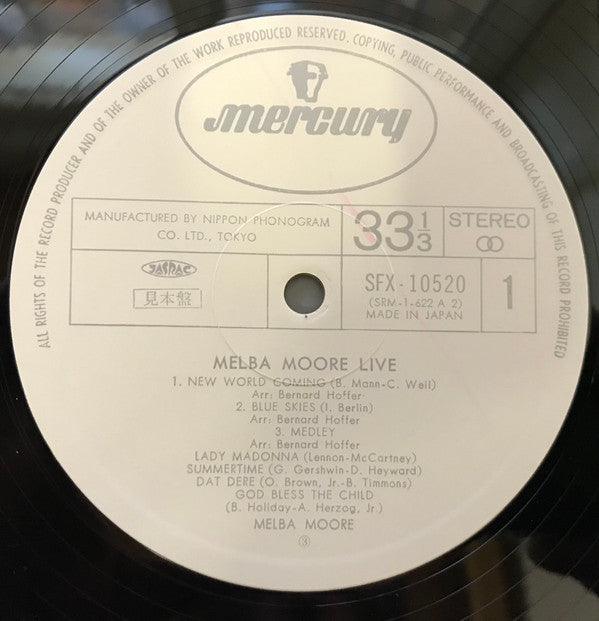 ALL RIGHTS OF THE RECORD PRODUCER AND OF THE OWNER OF THE WORK REPRODUCED RESERVED. COPYING, PUBLIC PERFORMANCE AND BROADCASTING OF THIS RECORD PROHIBITED
mercury
MANUFACTURED BY NIPPON PHONOGRAM
CO. LTD., TOKYO
33 1/3
STEREO
JASRAC
見本盤
SFX-10520
(SRM-1-622 A 2)
MADE IN JAPAN
1
MELBA MOORE LIVE
1. NEW WORLD COMING (B. Mann-C. Weil)
Arr: Bernard Hoffer
2. BLUE SKIES (I. Berlin)
Arr: Bernard Hoffer
3. MEDLEY
Arr: Bernard Hoffer
LADY MADONNA (Lennon-McCartney)
SUMMERTIME (G. Gershwin-D. Heyward)
DAT DERE (O. Brown, Jr.-B. Timmons)
GOD BLESS THE CHILD
(B. Holiday-A. Herzog, Jr.)
MELBA MOORE
③